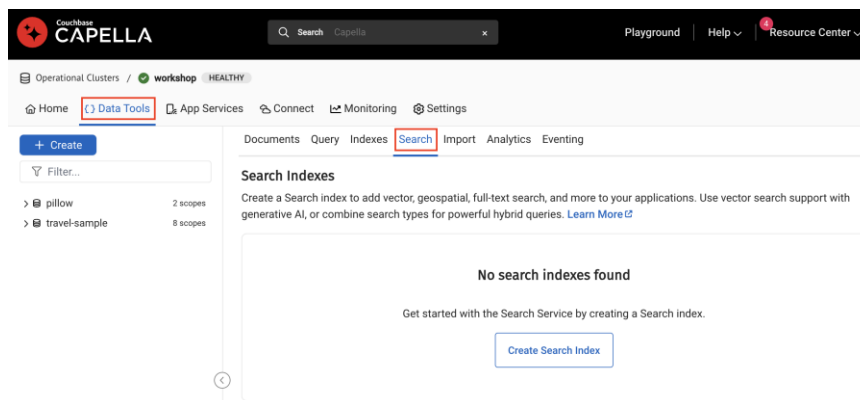 Couchbase
CAPELLA
Search Capella x
Playground Help Resource Center
4
Operational Clusters / workshop HEALTHY
Home {} Data Tools App Services Connect Monitoring Settings
+ Create
Filter...
pillow 2 scopes
travel-sample 8 scopes
Documents Query Indexes Search Import Analytics Eventing
Search Indexes
Create a Search index to add vector, geospatial, full-text search, and more to your applications. Use vector search support with
generative AI, or combine search types for powerful hybrid queries. Learn More
No search indexes found
Get started with the Search Service by creating a Search index.
Create Search Index